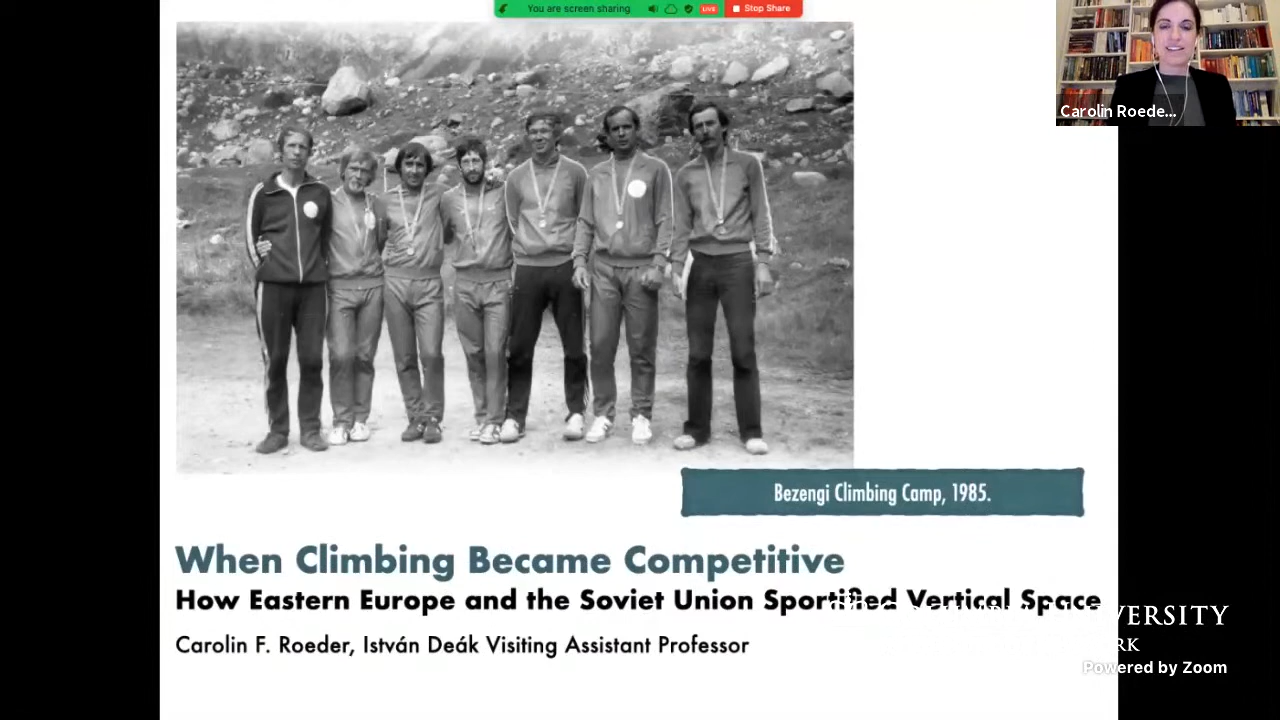 You are screen sharing
LIVE
Stop Share
Carolin Roede...
Bezengi Climbing Camp, 1985.
When Climbing Became Competitive
How Eastern Europe and the Soviet Union Sportified Vertical Space
Carolin F. Roeder, István Deák Visiting Assistant Professor
Powered by Zoom